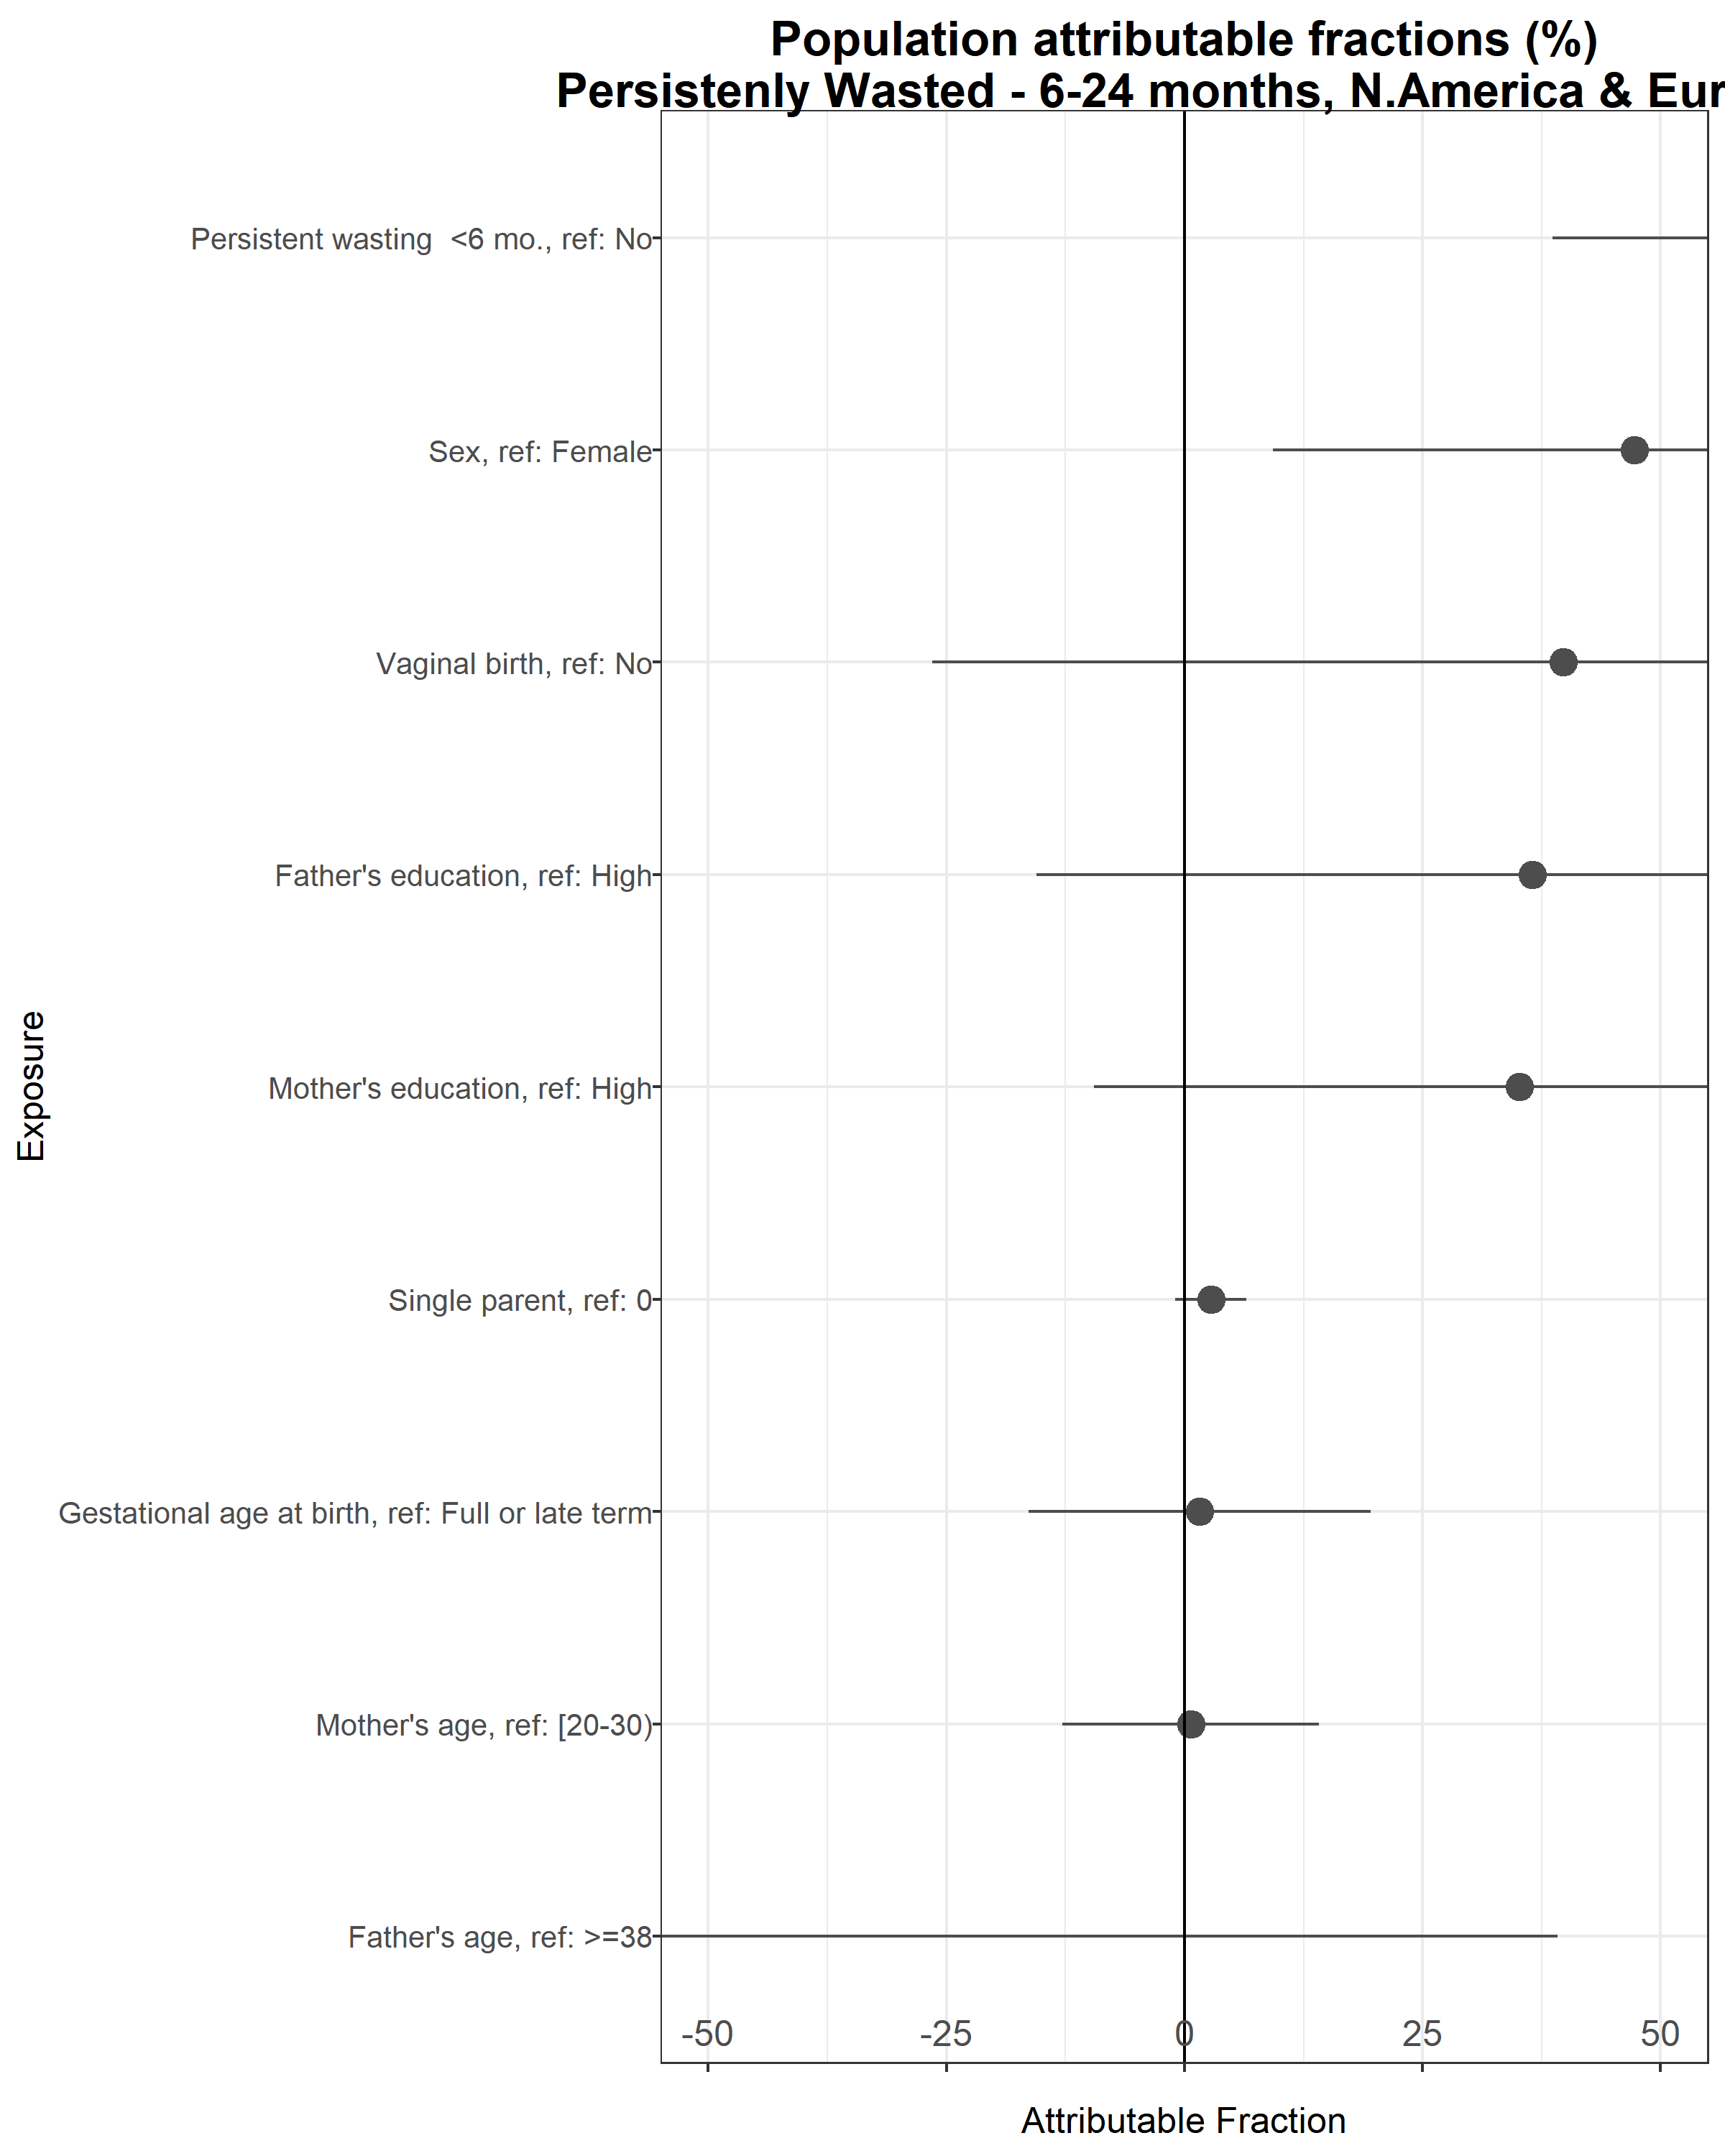 Population attributable fractions (%)
Persistenly Wasted - 6-24 months, N.America & Eur
Persistent wasting  <6 mo., ref: No
Sex, ref: Female
Vaginal birth, ref: No
Father's education, ref: High
Mother's education, ref: High
Single parent, ref: 0
Gestational age at birth, ref: Full or late term
Mother's age, ref: [20-30)
Father's age, ref: >=38
Exposure
-50 -25 0 25 50
Attributable Fraction